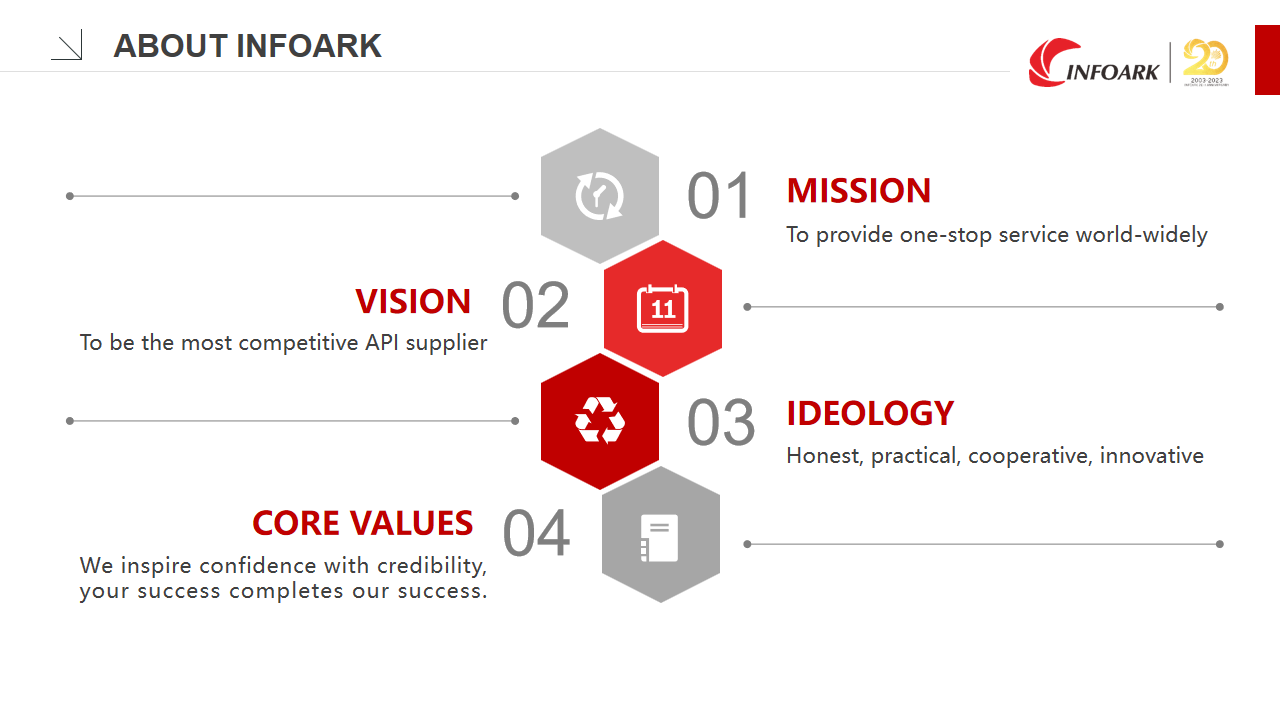 ABOUT INFOARK
INFOARK
20th
2003-2023
01
MISSION
To provide one-stop service world-widely
VISION
02
To be the most competitive API supplier
11
03
IDEOLOGY
Honest, practical, cooperative, innovative
CORE VALUES
04
We inspire confidence with credibility,
your success completes our success.